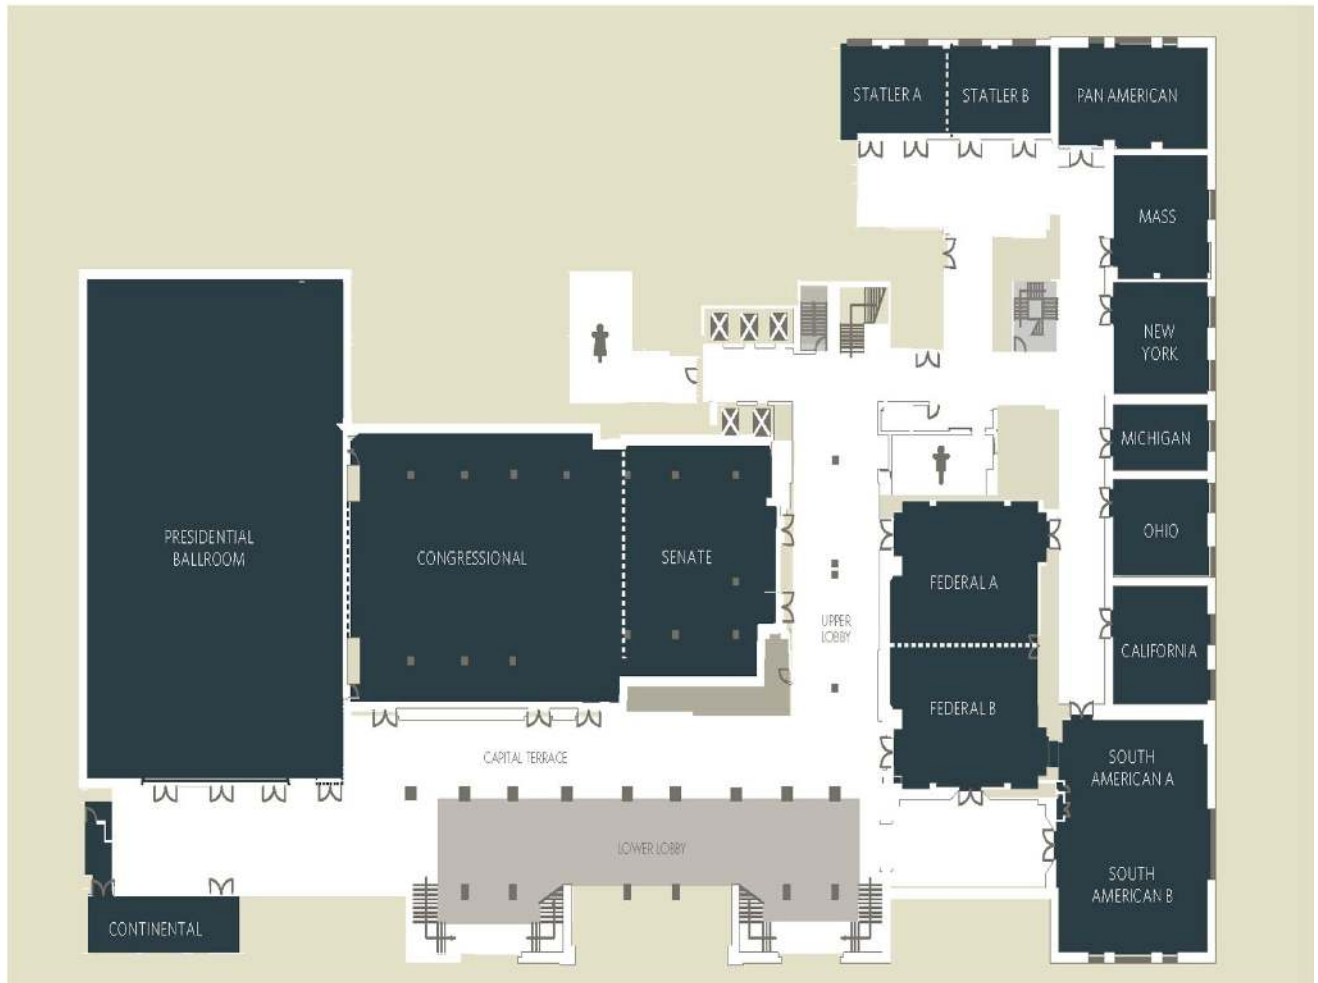 STATLER A
STATLER B
PAN AMERICAN
MASS
NEW
YORK
MICHIGAN
OHIO
CALIFORNIA
PRESIDENTIAL
BALLROOM
CONGRESSIONAL
SENATE
UPPER
LOBBY
FEDERAL A
FEDERAL B
CAPITAL TERRACE
SOUTH
AMERICAN A
LOWER LOBBY
SOUTH
AMERICAN B
CONTINENTAL